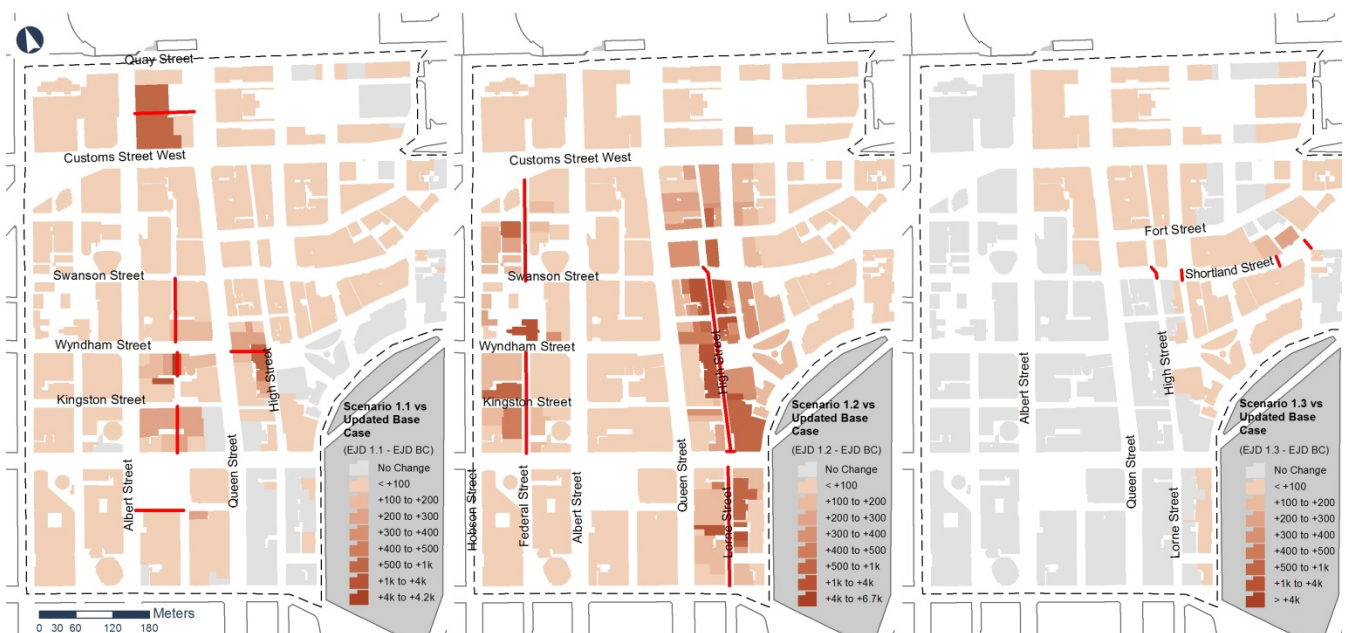 Quay Street
Customs Street West
Swanson Street
Wyndham Street
Kingston Street
High Street
Queen Street
Albert Street
Scenario 1.1 vs
Updated Base
Case
(EJD 1.1 - EJD BC)
No Change
< +100
+100 to +200
+200 to +300
+300 to +400
+400 to +500
+500 to +1k
+1k to +4k
+4k to +4.2k
0 30 60 120 180 Meters
Customs Street West
Swanson Street
Wyndham Street
Kingston Street
High Street
Queen Street
Hobson Street
Federal Street
Albert Street
Lorne Street
Scenario 1.2 vs
Updated Base
Case
(EJD 1.2 - EJD BC)
No Change
< +100
+100 to +200
+200 to +300
+300 to +400
+400 to +500
+500 to +1k
+1k to +4k
+4k to +6.7k
Fort Street
Shortland Street
High Street
Albert Street
Queen Street
Lorne Street
Scenario 1.3 vs
Updated Base
Case
(EJD 1.3 - EJD BC)
No Change
< +100
+100 to +200
+200 to +300
+300 to +400
+400 to +500
+500 to +1k
+1k to +4k
> +4k